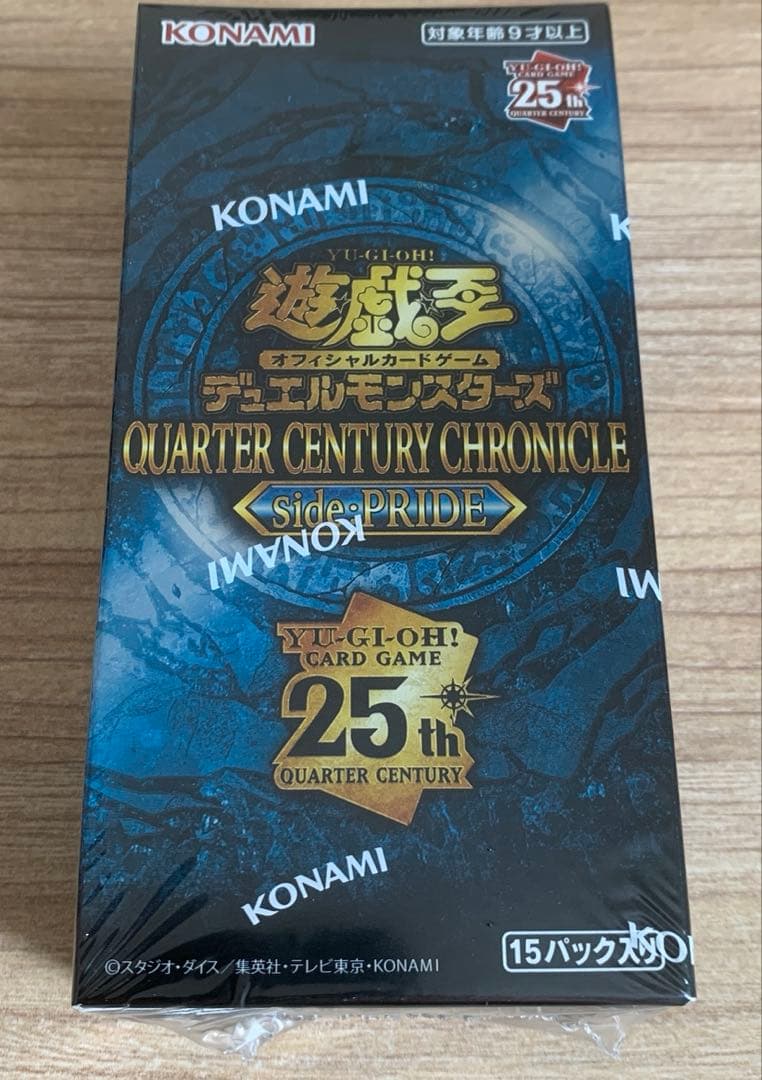 KONAMI
対象年齢9才以上
YU-GI-OH!
CARD GAME
25th
QUARTER CENTURY
KONAMI
K
YU-GI-OH!
遊戯王
オフィシャルカードゲーム
デュエルモンスターズ
QUARTER CENTURY CHRONICLE
side:PRIDE
KONAMI
MI
YU-GI-OH!
CARD GAME
25th
QUARTER CENTURY
KONAMI
15パック入り
KO
©スタジオ・ダイス／集英社・テレビ東京・KONAMI